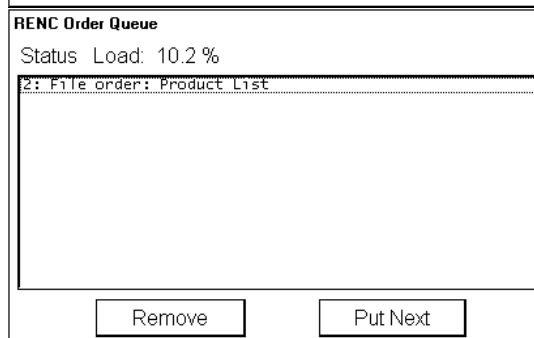 RENC Order Queue
Status Load: 10.2 %
2: File order: Product List
Remove Put Next